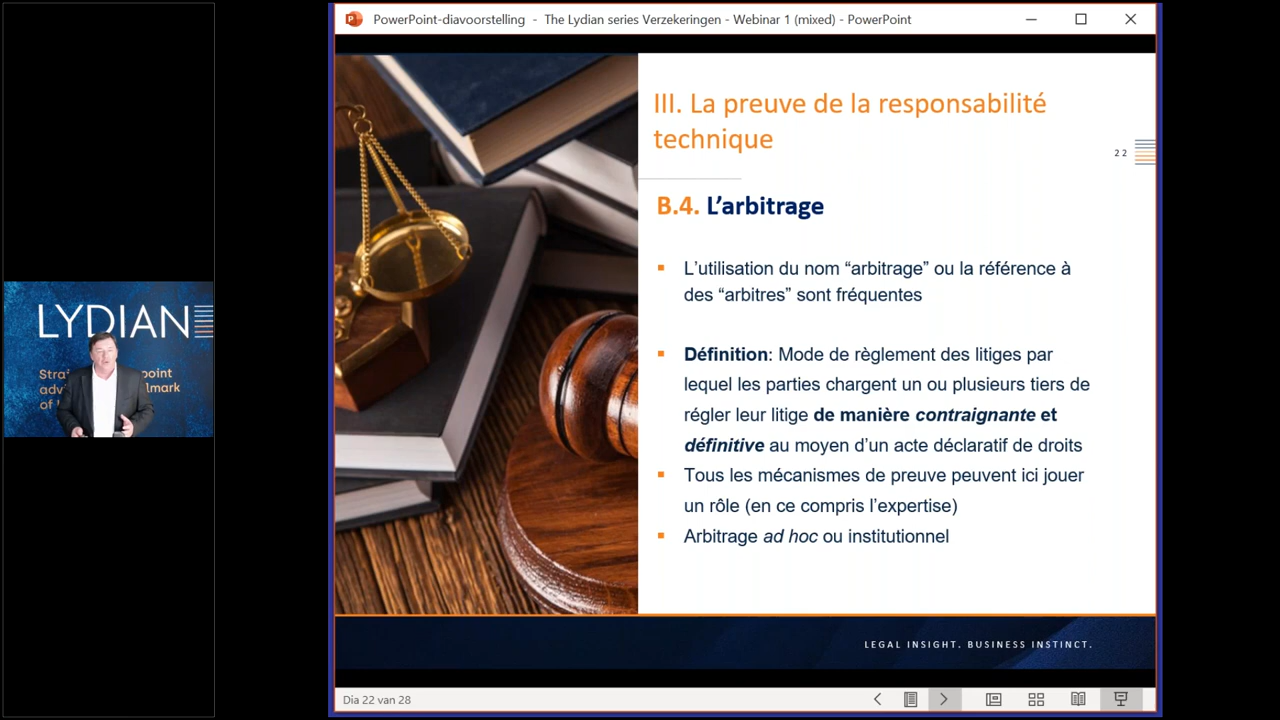 PowerPoint-diavoorstelling - The Lydian series Verzekeringen - Webinar 1 (mixed) - PowerPoint
III. La preuve de la responsabilité
technique
22
B.4. L’arbitrage
L’utilisation du nom “arbitrage” ou la référence à
des “arbitres” sont fréquentes
Définition: Mode de règlement des litiges par
lequel les parties chargent un ou plusieurs tiers de
régler leur litige de manière contraignante et
définitive au moyen d’un acte déclaratif de droits
Tous les mécanismes de preuve peuvent ici jouer
un rôle (en ce compris l’expertise)
Arbitrage ad hoc ou institutionnel
LEGAL INSIGHT. BUSINESS INSTINCT.
Dia 22 van 28
LYDIAN